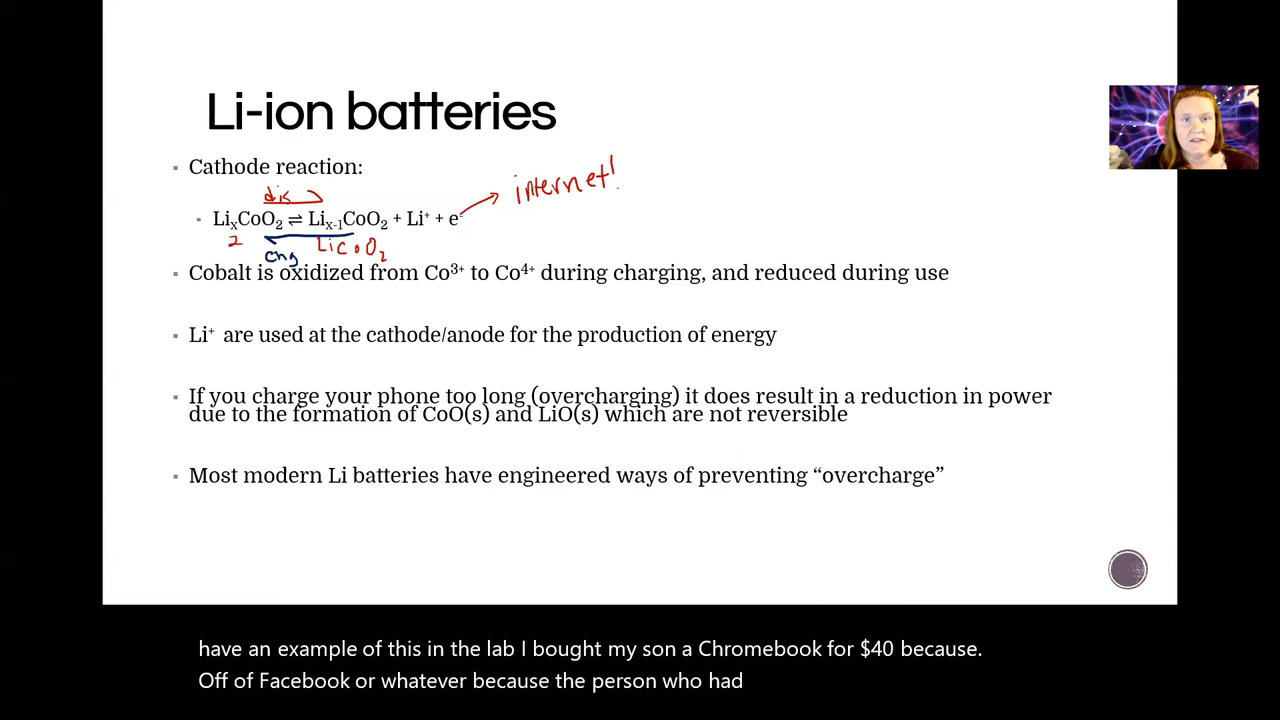 Li-ion batteries
▪ Cathode reaction:
dis
internet!
▪ LiₓCoO₂ ⇌ Liₓ₋₁CoO₂ + Li⁺ + e⁻
2
LiCoO₂
chg
▪ Cobalt is oxidized from Co³⁺ to Co⁴⁺ during charging, and reduced during use
▪ Li⁺ are used at the cathode/anode for the production of energy
▪ If you charge your phone too long (overcharging) it does result in a reduction in power
due to the formation of CoO(s) and LiO(s) which are not reversible
▪ Most modern Li batteries have engineered ways of preventing “overcharge”
have an example of this in the lab I bought my son a Chromebook for $40 because.
Off of Facebook or whatever because the person who had